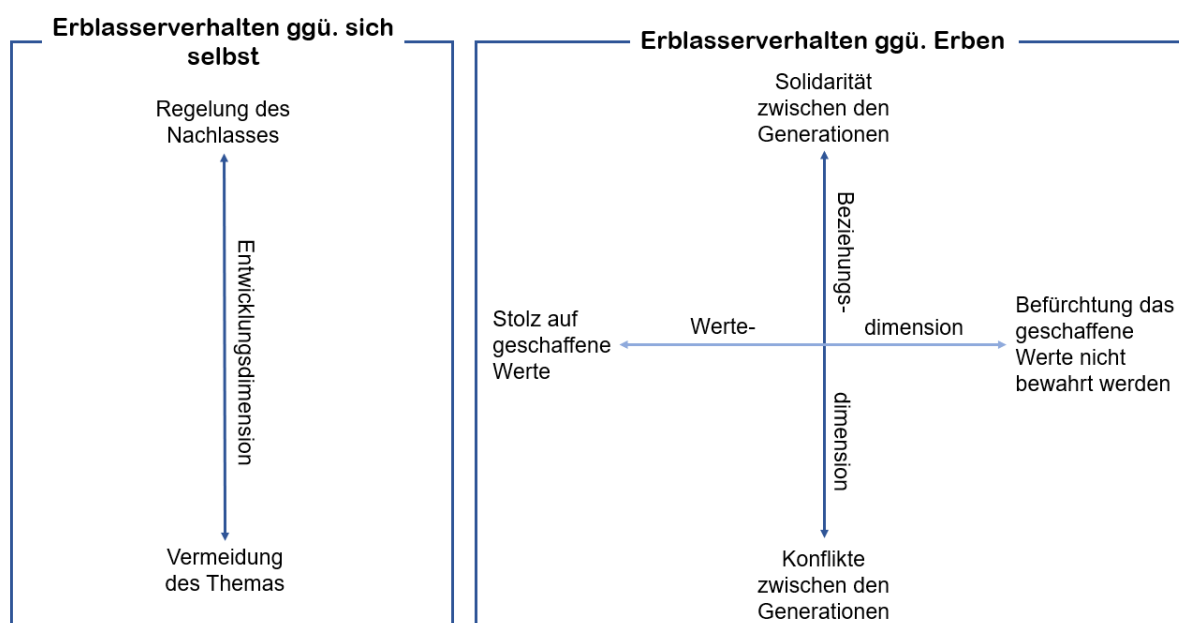 Erblasserverhalten ggü. sich
selbst
Regelung des
Nachlasses
Entwicklungsdimension
Vermeidung
des Themas
Erblasserverhalten ggü. Erben
Solidarität
zwischen den
Generationen
Beziehungs-
dimension
Stolz auf
geschaffene
Werte
Werte-
dimension
Befürchtung das
geschaffene
Werte nicht
bewahrt werden
Konflikte
zwischen den
Generationen